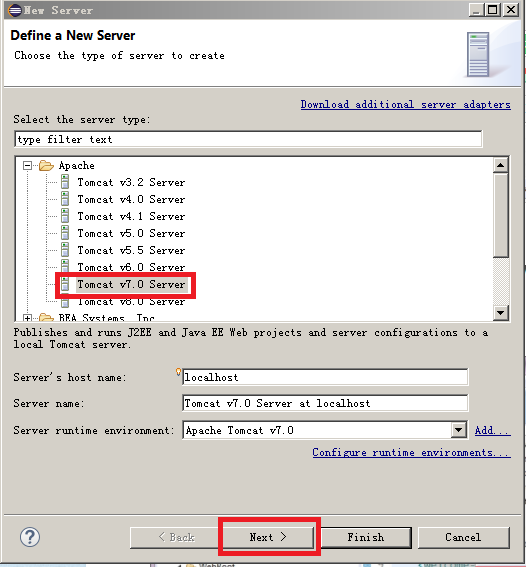 New Server
Define a New Server
Choose the type of server to create
Download additional server adapters
Select the server type:
type filter text
Apache
Tomcat v3.2 Server
Tomcat v4.0 Server
Tomcat v4.1 Server
Tomcat v5.0 Server
Tomcat v5.5 Server
Tomcat v6.0 Server
Tomcat v7.0 Server
Tomcat v8.0 Server
BEA Systems, Inc.
Publishes and runs J2EE and Java EE Web projects and server configurations to a
local Tomcat server.
Server's host name: localhost
Server name: Tomcat v7.0 Server at localhost
Server runtime environment: Apache Tomcat v7.0 Add...
Configure runtime environments...
? < Back Next > Finish Cancel